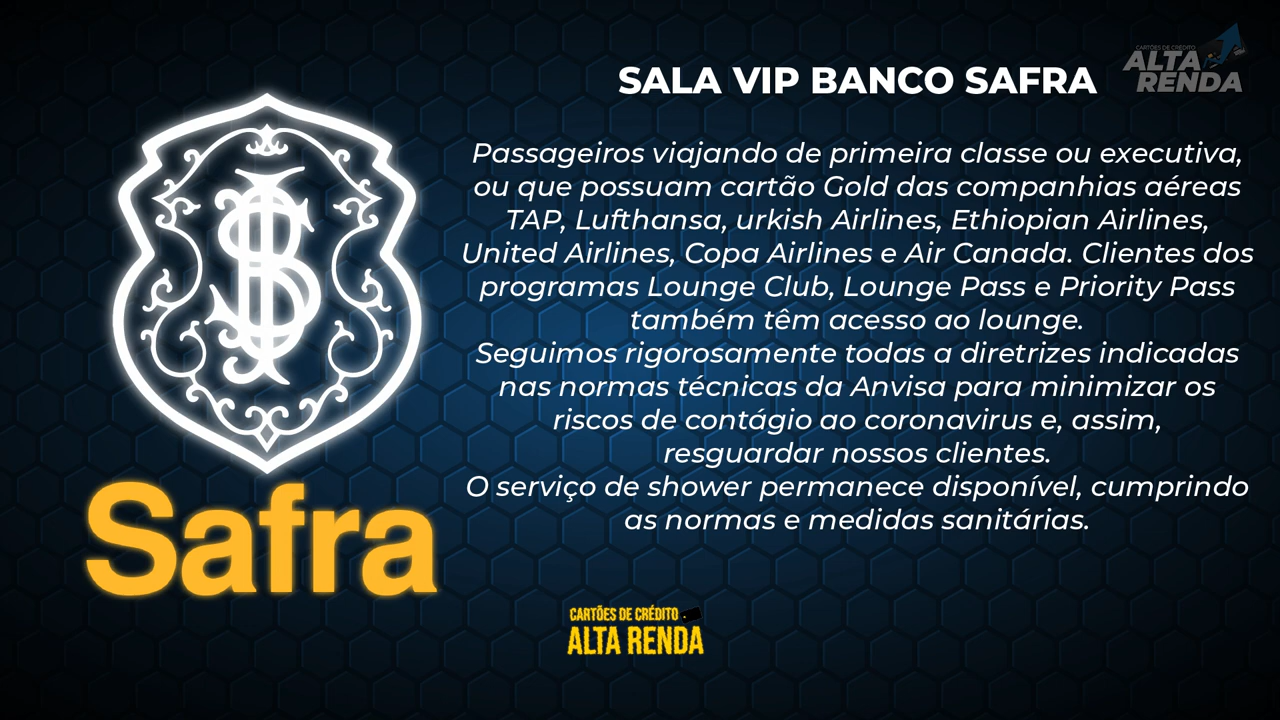 CARTÕES DE CRÉDITO
ALTA
RENDA
SALA VIP BANCO SAFRA
Passageiros viajando de primeira classe ou executiva,
ou que possuam cartão Gold das companhias aéreas
TAP, Lufthansa, urkish Airlines, Ethiopian Airlines,
United Airlines, Copa Airlines e Air Canada. Clientes dos
programas Lounge Club, Lounge Pass e Priority Pass
também têm acesso ao lounge.
Seguimos rigorosamente todas a diretrizes indicadas
nas normas técnicas da Anvisa para minimizar os
riscos de contágio ao coronavirus e, assim,
resguardar nossos clientes.
O serviço de shower permanece disponível, cumprindo
as normas e medidas sanitárias.
Safra
CARTÕES DE CRÉDITO
ALTA RENDA